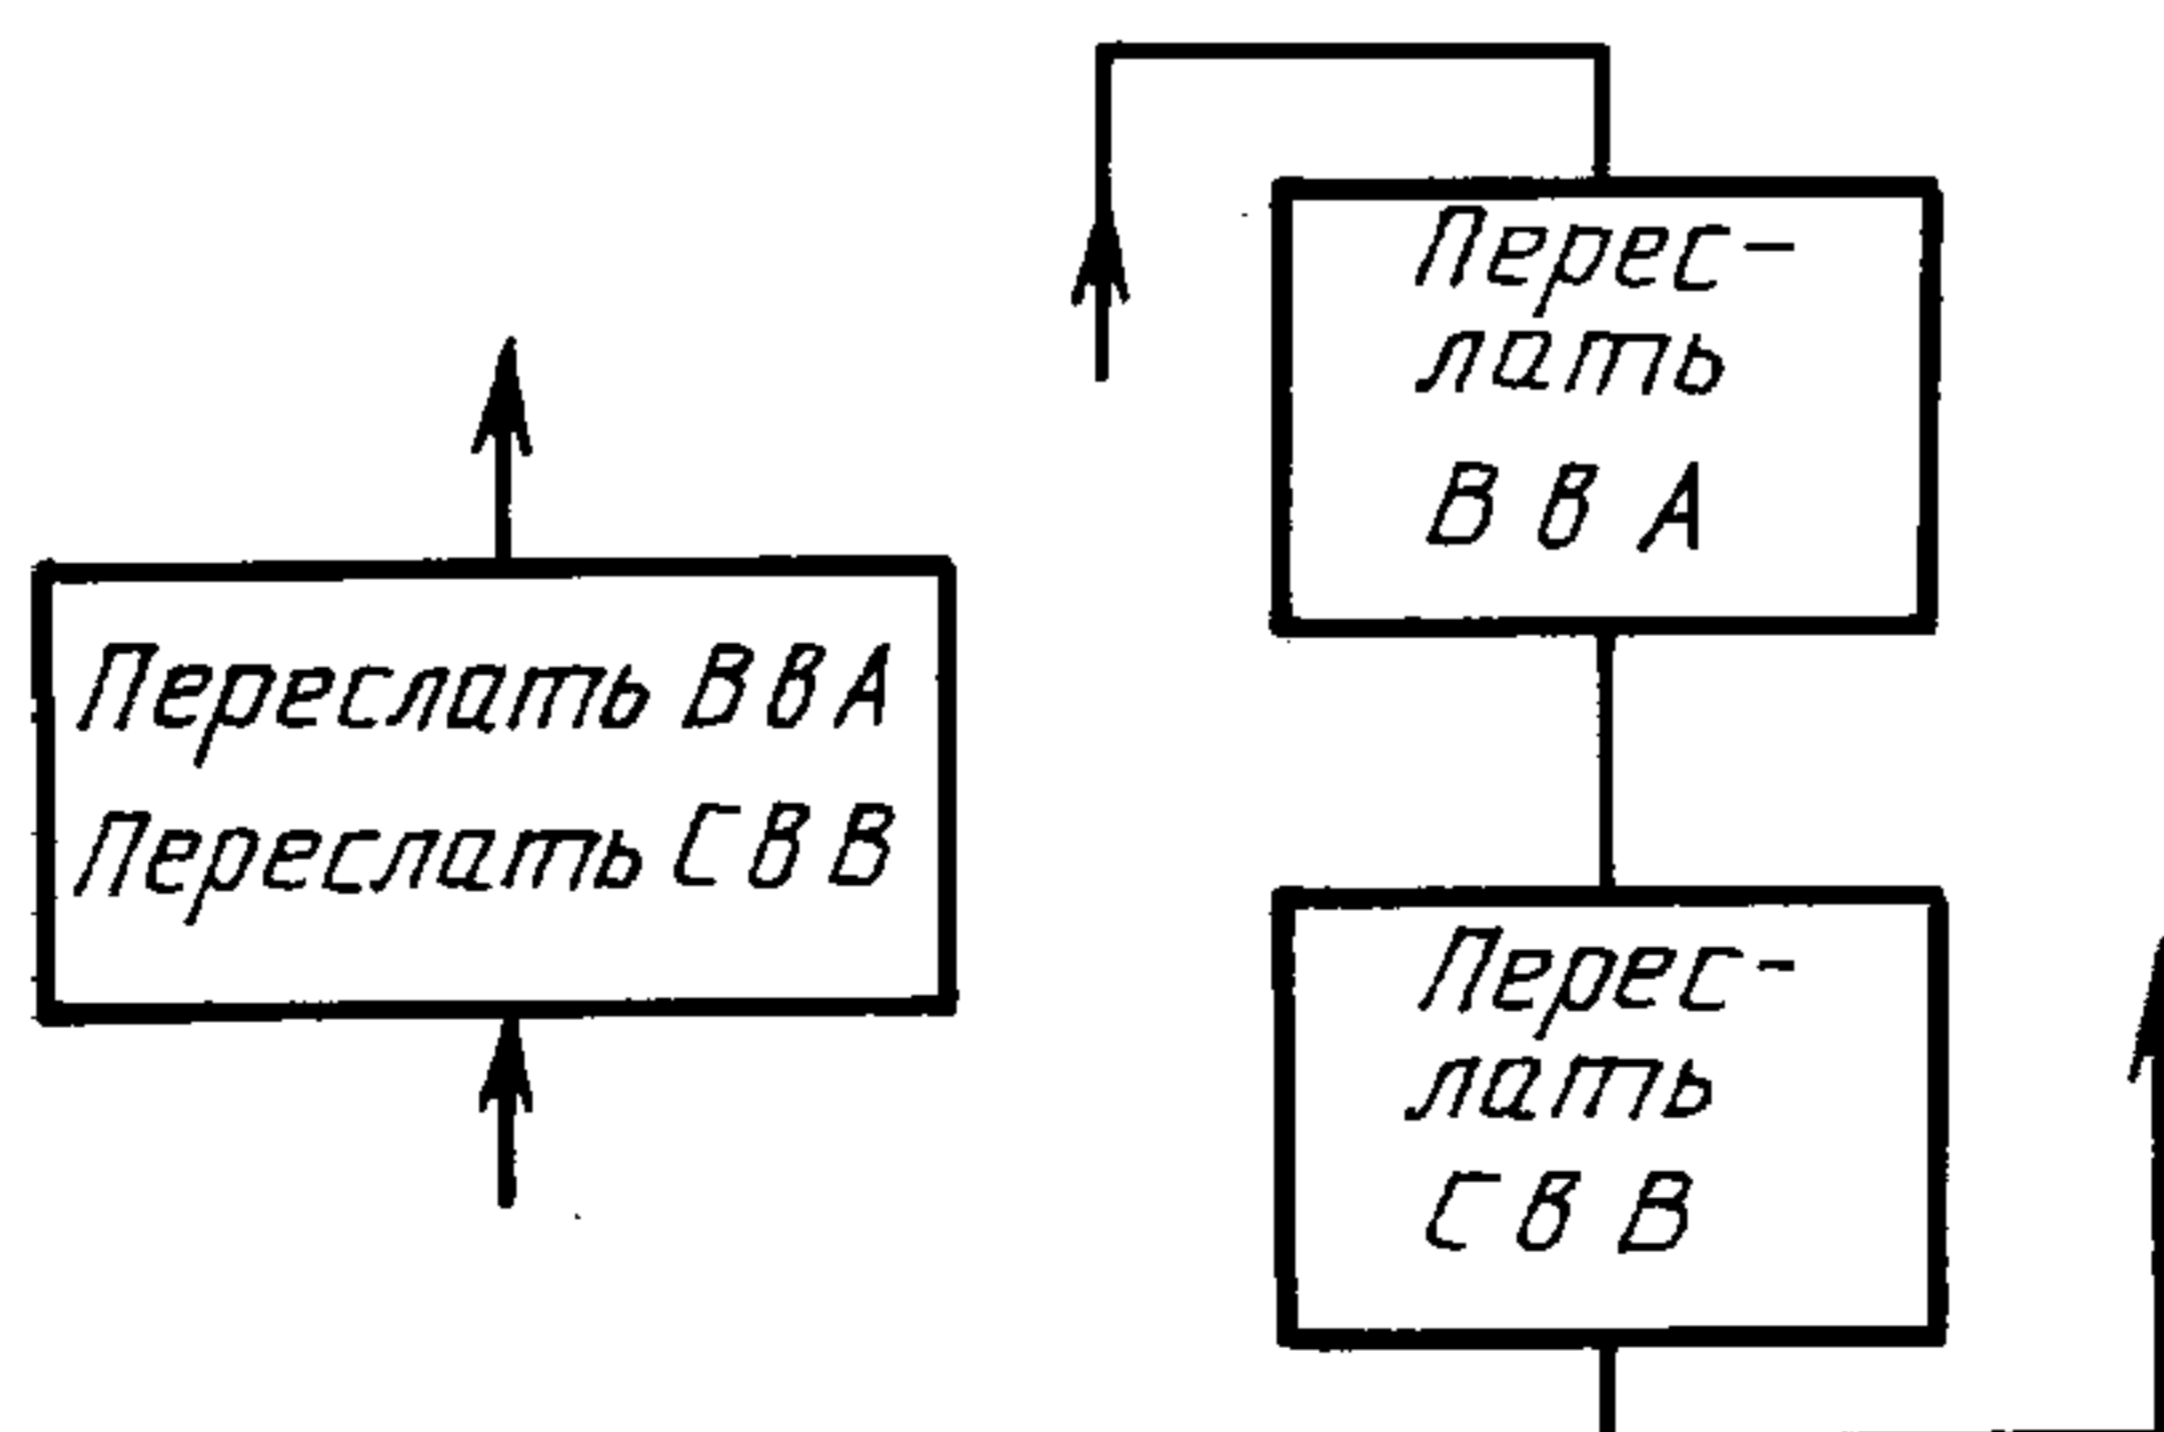 Переслать В в А
Переслать С в В
Перес-
лать
В в А
Перес-
лать
С в В